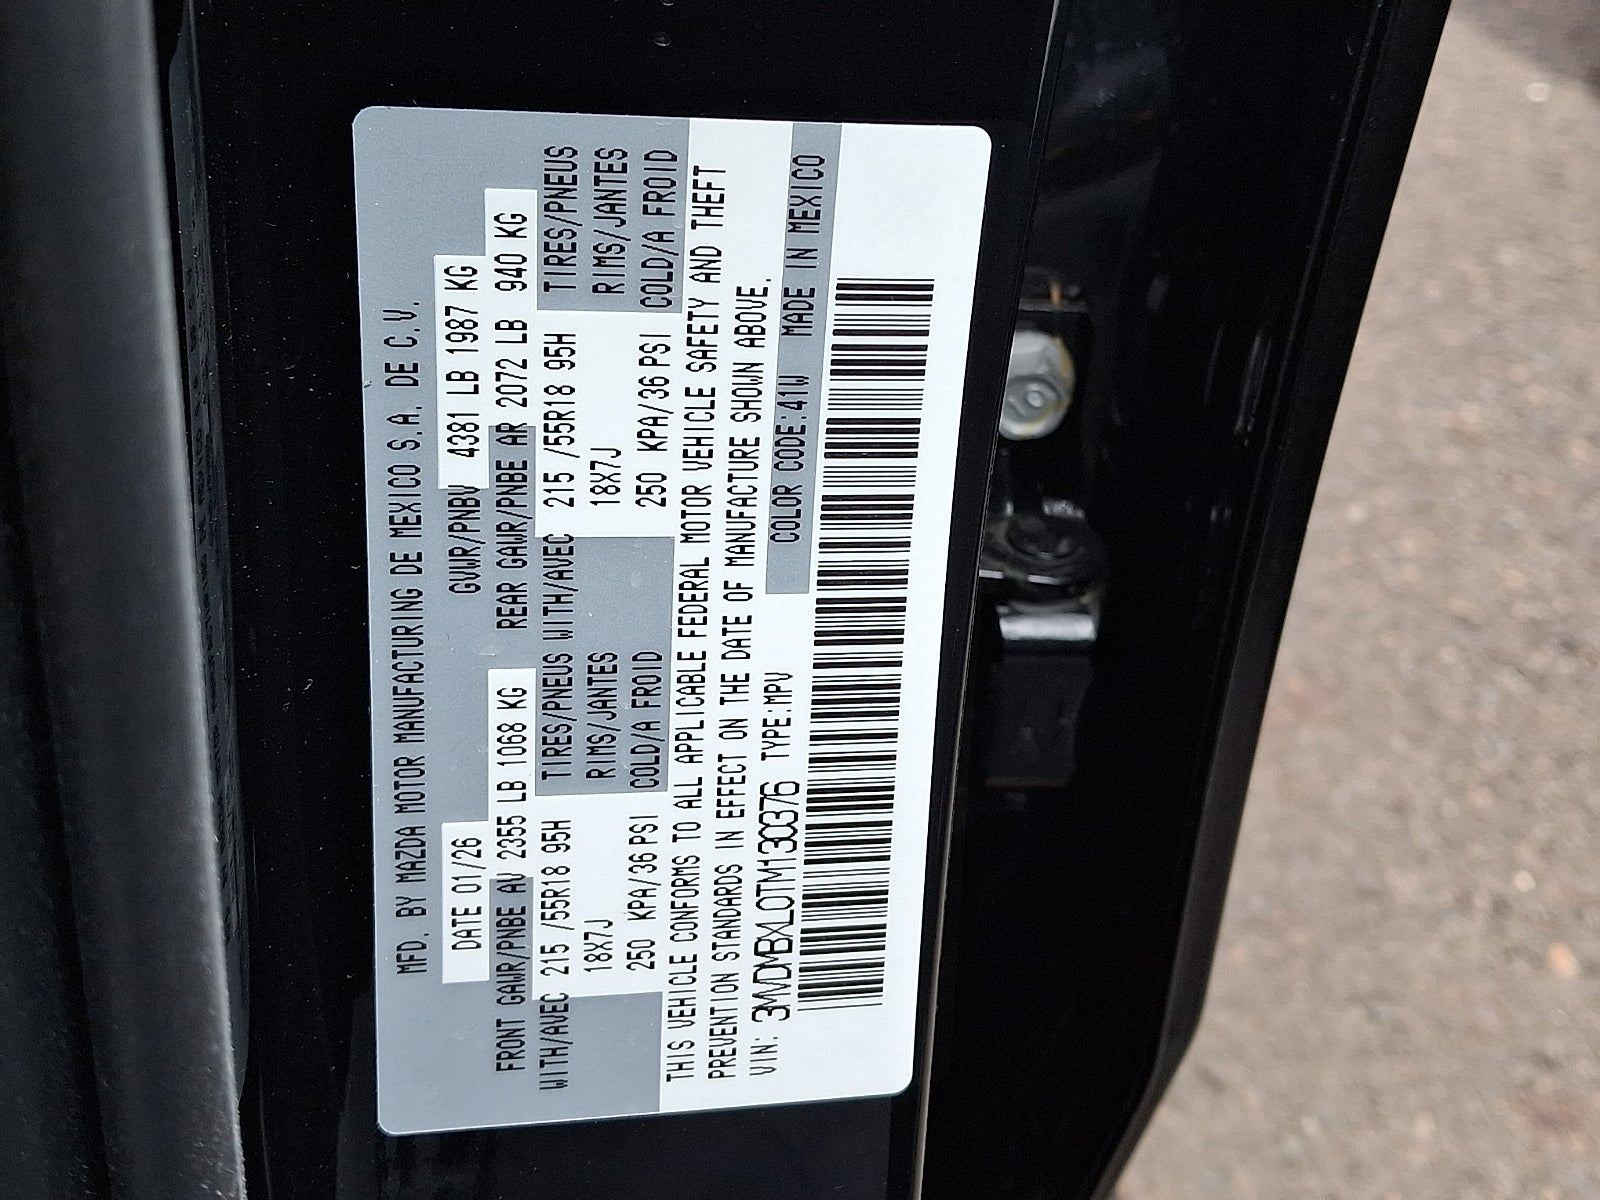 MFD. BY MAZDA MOTOR MANUFACTURING DE MEXICO S.A. DE C.V.
DATE 01/26 GVWR/PNBV 4381 LB 1987 KG
FRONT GAWR/PNBE AV 2355 LB 1068 KG REAR GAWR/PNBE AR 2072 LB 940 KG
WITH/AVEC 215 /55R18 95H TIRES/PNEUS WITH/AVEC 215 /55R18 95H TIRES/PNEUS
18X7J RIMS/JANTES 18X7J RIMS/JANTES
250 KPA/36 PSI COLD/A FROID 250 KPA/36 PSI COLD/A FROID
THIS VEHICLE CONFORMS TO ALL APPLICABLE FEDERAL MOTOR VEHICLE SAFETY AND THEFT
PREVENTION STANDARDS IN EFFECT ON THE DATE OF MANUFACTURE SHOWN ABOVE.
VIN: 3MVDMBXL0TM130376 TYPE:MPV COLOR CODE:41W MADE IN MEXICO